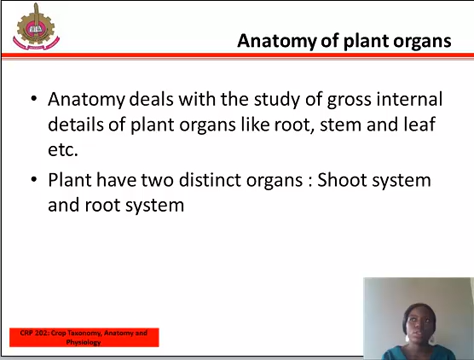 Anatomy of plant organs
• Anatomy deals with the study of gross internal
details of plant organs like root, stem and leaf
etc.
• Plant have two distinct organs : Shoot system
and root system
CRP 102: Crop Taxonomy, Anatomy and
Physiology